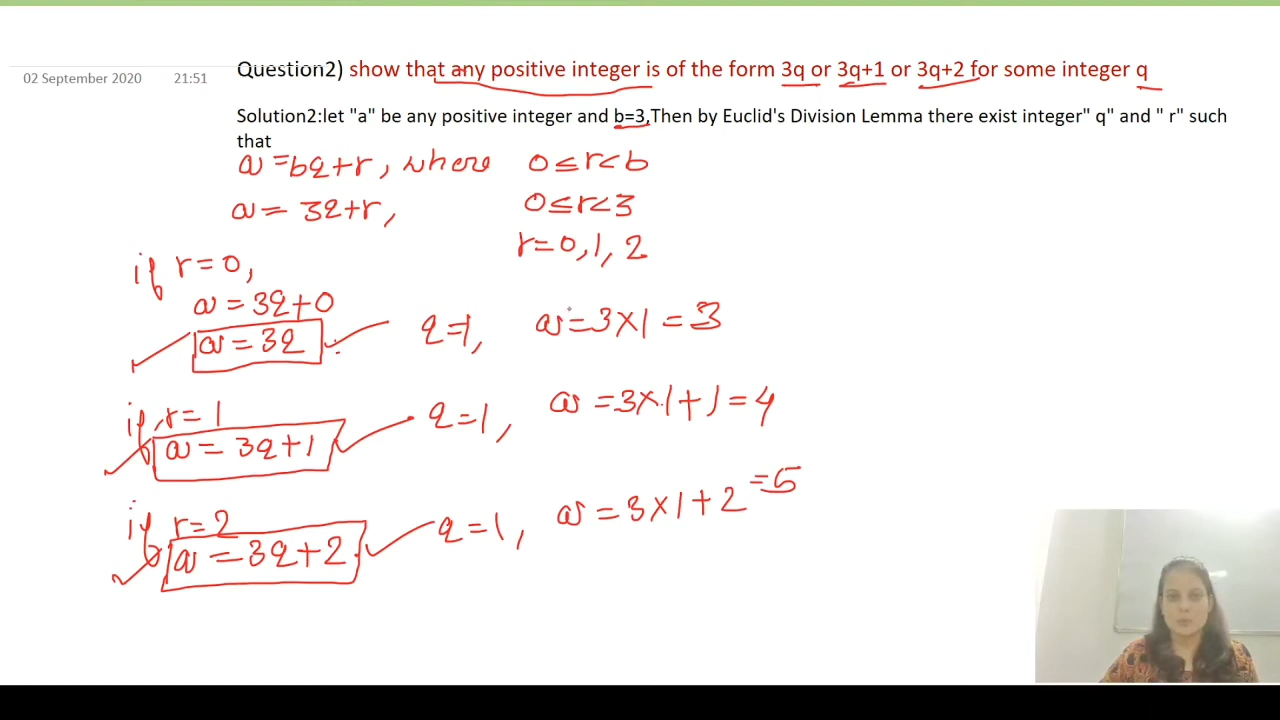 02 September 2020 21:51
Question2) show that any positive integer is of the form 3q or 3q+1 or 3q+2 for some integer q
Solution2:let "a" be any positive integer and b=3,Then by Euclid's Division Lemma there exist integer" q" and " r" such
that
a = bq+r, where 0≤r<b
a = 3q+r, 0≤r<3
r=0,1,2
if r=0,
a = 3q+0
a = 3q q=1, a=3×1=3
if r=1
a = 3q+1 q=1, a=3×1+1=4
if r=2
a = 3q+2 q=1, a=3×1+2=5